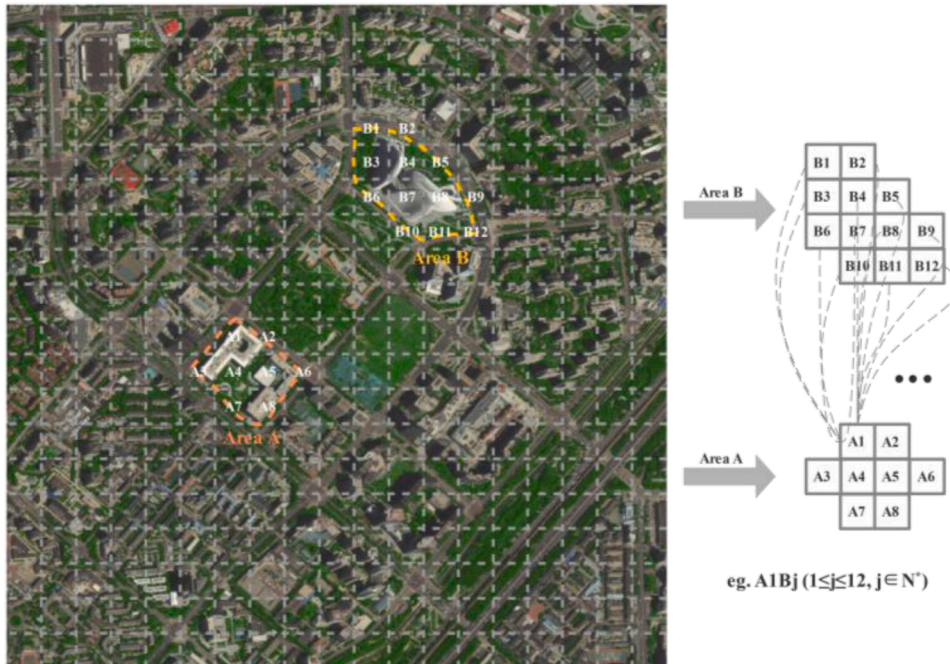 B1 B2
B3 B4 B5
B6 B7 B8 B9
B10 B11 B12
Area B
A1 A2
A3 A4 A5 A6
A7 A8
Area A
Area B
B1 B2
B3 B4 B5
B6 B7 B8 B9
B10 B11 B12
•••
Area A
A1 A2
A3 A4 A5 A6
A7 A8
eg. A1Bj (1≤j≤12, j∈N*)